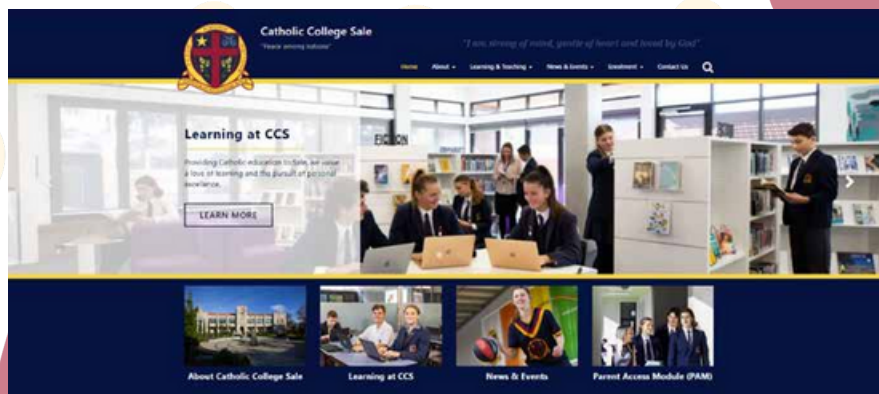 Catholic College Sale
"Peace among nations"
"I am strong of mind, gentle of heart and loved by God".
Home About Learning & Teaching News & Events Enrolment Contact Us
Learning at CCS
FICTION
Providing Catholic education to Sale, we value
a love of learning and the pursuit of personal
excellence.
LEARN MORE
About Catholic College Sale
Learning at CCS
News & Events
Parent Access Module (PAM)